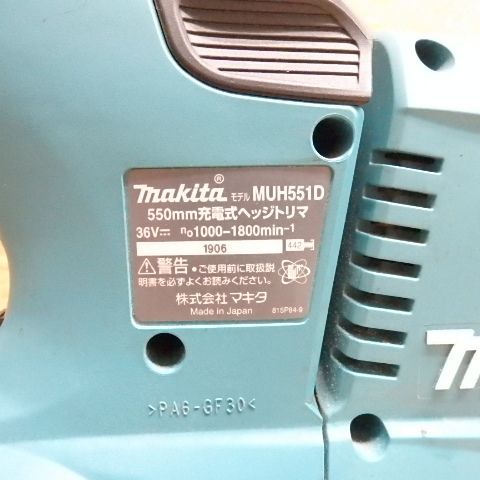 makita® モデル MUH551D
550mm充電式ヘッジトリマ
36V⎓ n₀1000-1800min⁻¹
1906 442
⚠警告・ご使用前に取扱説
明書を必ずよくお読みください。
株式会社 マキタ
Made in Japan 815P84-9
>PA6-GF30<